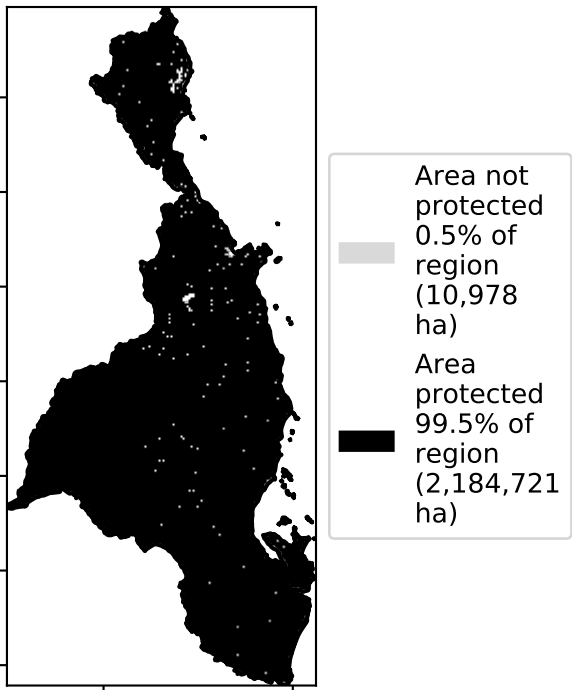 Area not
protected
0.5% of
region
(10,978
ha)
Area
protected
99.5% of
region
(2,184,721
ha)